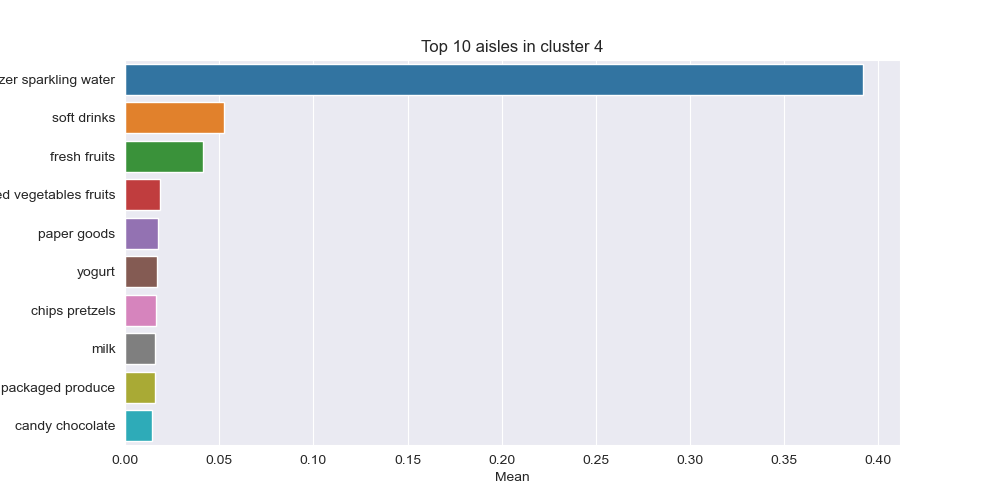 Top 10 aisles in cluster 4
sparkling water
soft drinks
fresh fruits
vegetables fruits
paper goods
yogurt
chips pretzels
milk
packaged produce
candy chocolate
0.00 0.05 0.10 0.15 0.20 0.25 0.30 0.35 0.40
Mean